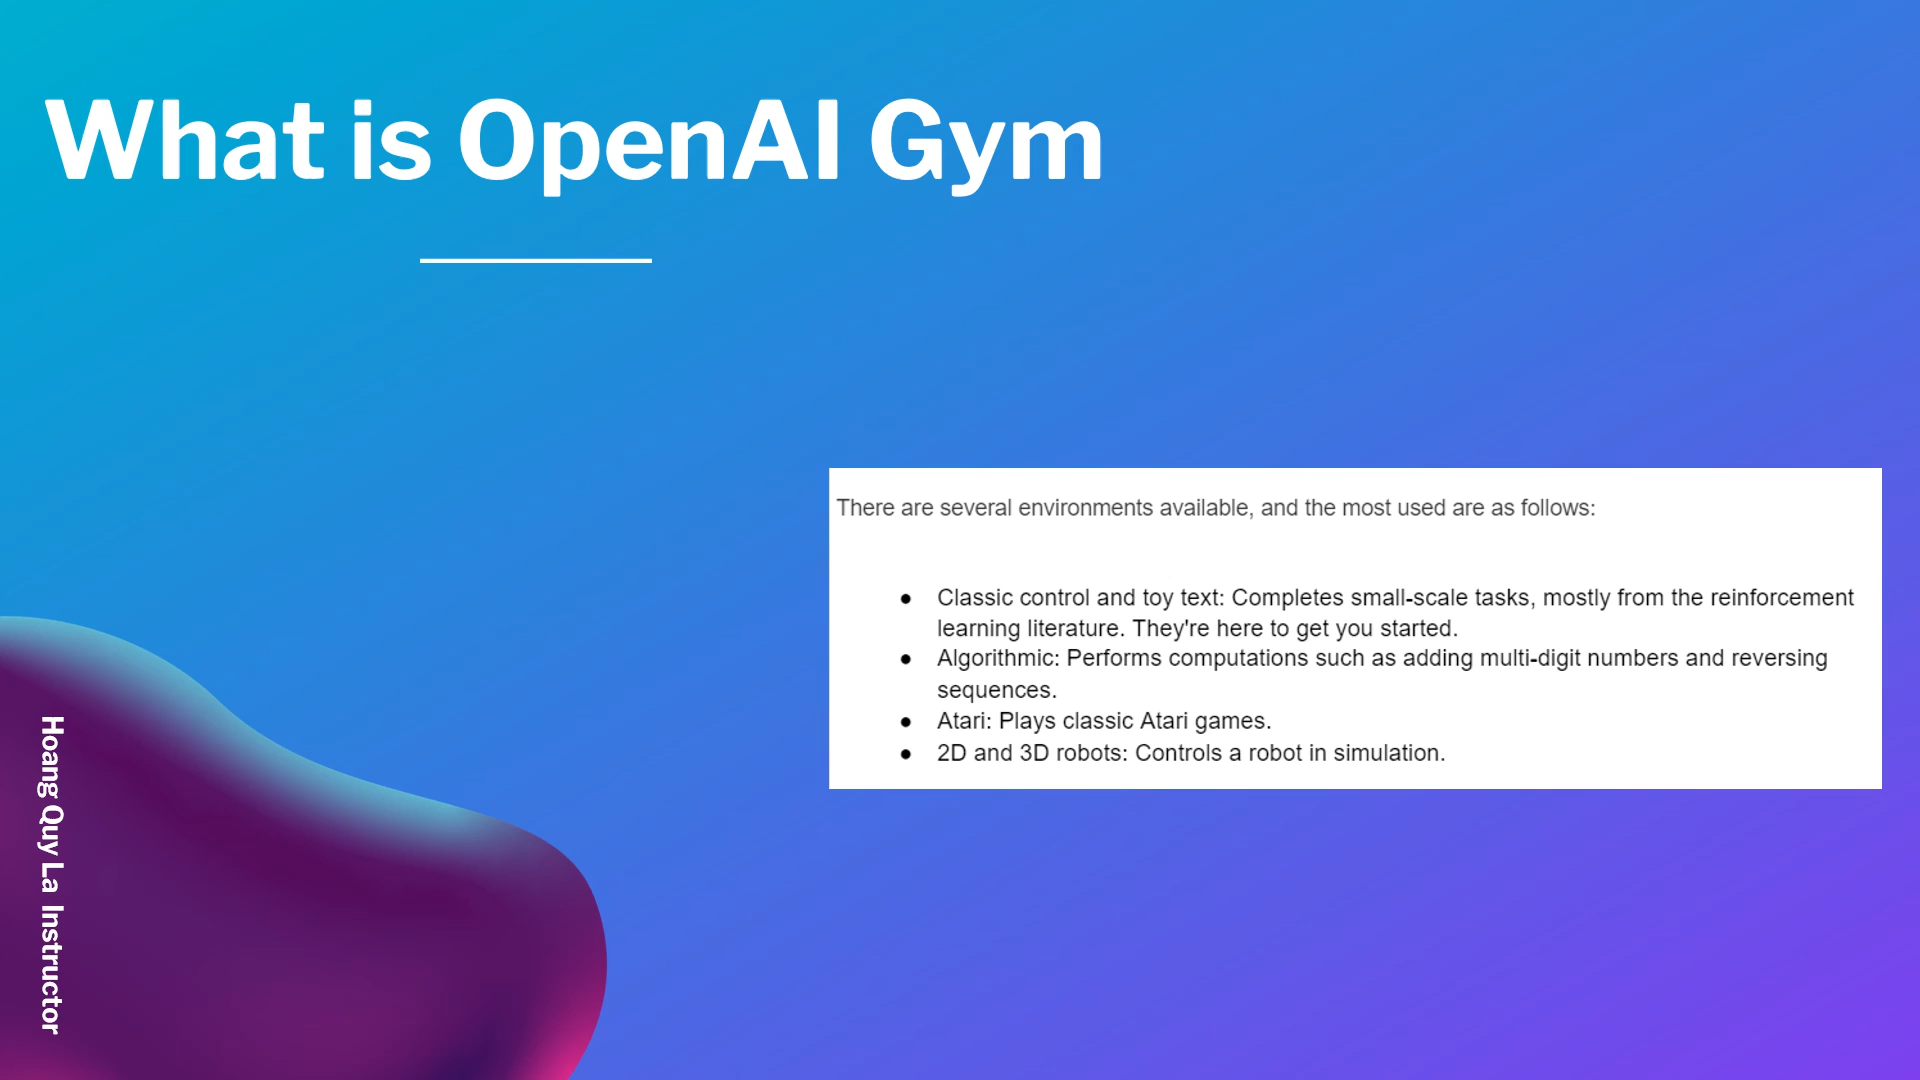 What is OpenAI Gym
There are several environments available, and the most used are as follows:
● Classic control and toy text: Completes small-scale tasks, mostly from the reinforcement
learning literature. They're here to get you started.
● Algorithmic: Performs computations such as adding multi-digit numbers and reversing
sequences.
● Atari: Plays classic Atari games.
● 2D and 3D robots: Controls a robot in simulation.
Hoang Quy La Instructor